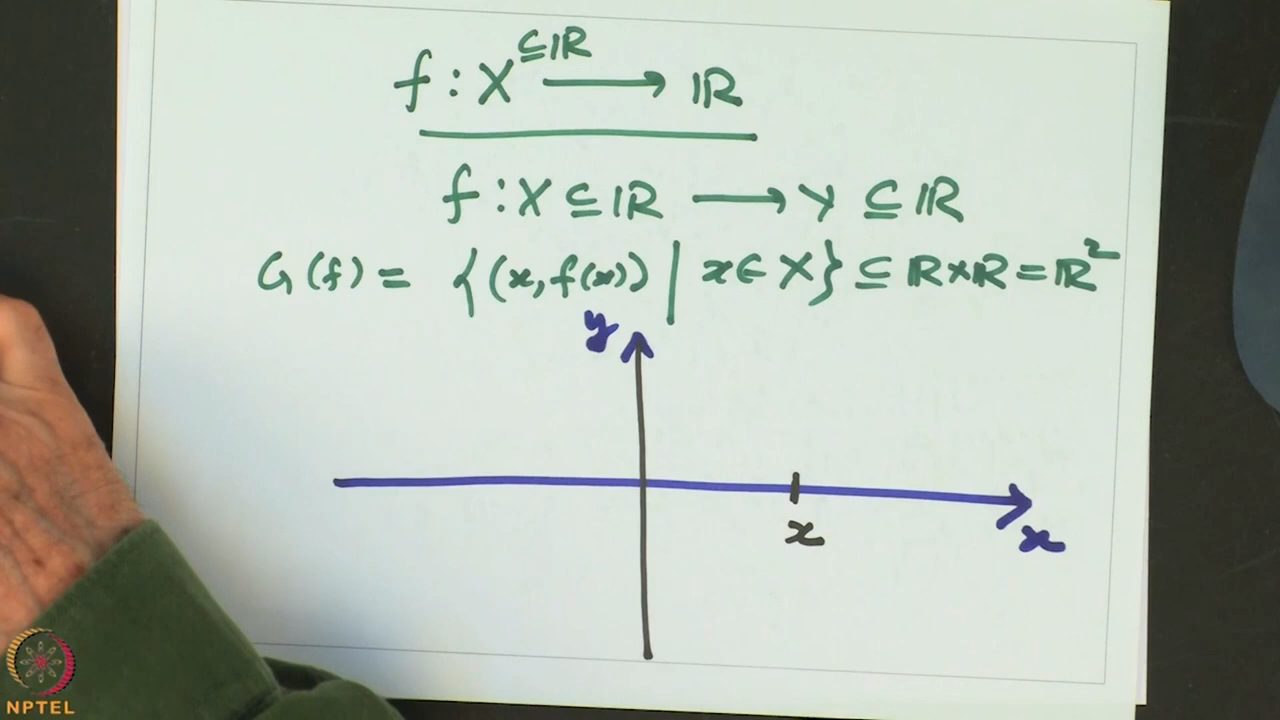 f : X ⊆ ℝ ⟶ ℝ
f : X ⊆ ℝ ⟶ Y ⊆ ℝ
G(f) = {(x, f(x)) | x ∈ X} ⊆ ℝ×ℝ = ℝ²
y
x
x
NPTEL